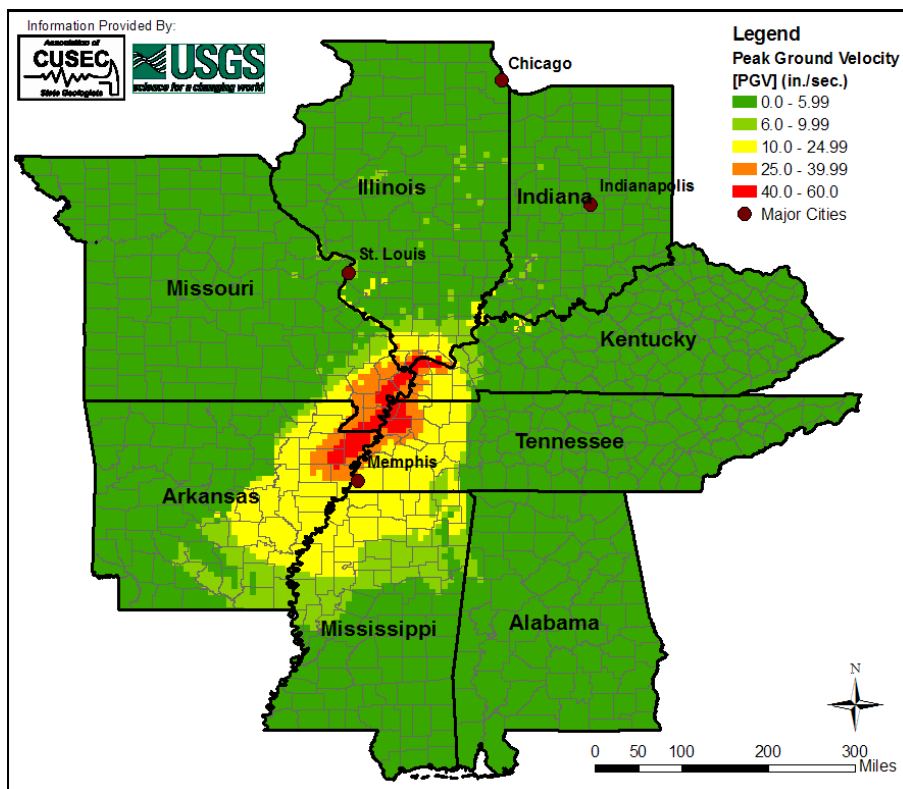 Information Provided By:
Association of
CUSEC
State Geologists
USGS
science for a changing world
Legend
Peak Ground Velocity
[PGV] (in./sec.)
0.0 - 5.99
6.0 - 9.99
10.0 - 24.99
25.0 - 39.99
40.0 - 60.0
Major Cities
Chicago
Illinois
Indiana
Indianapolis
St. Louis
Missouri
Kentucky
Tennessee
Memphis
Arkansas
Mississippi
Alabama
N
0 50 100 200 300
Miles